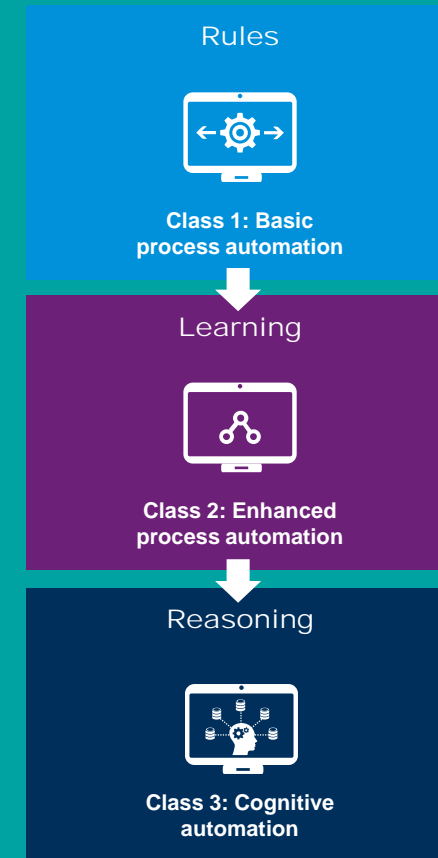 Rules
Class 1: Basic
process automation
Learning
Class 2: Enhanced
process automation
Reasoning
Class 3: Cognitive
automation